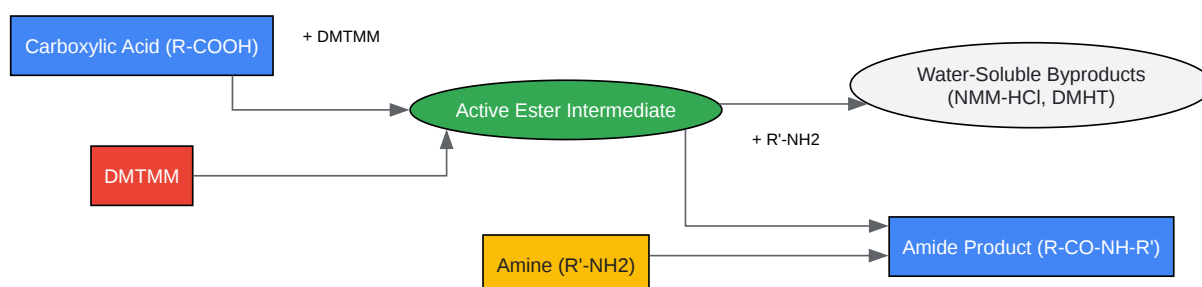 Carboxylic Acid (R-COOH)
+ DMTMM
Active Ester Intermediate
Water-Soluble Byproducts
(NMM-HCl, DMHT)
+ R'-NH2
DMTMM
Amine (R'-NH2)
Amide Product (R-CO-NH-R')